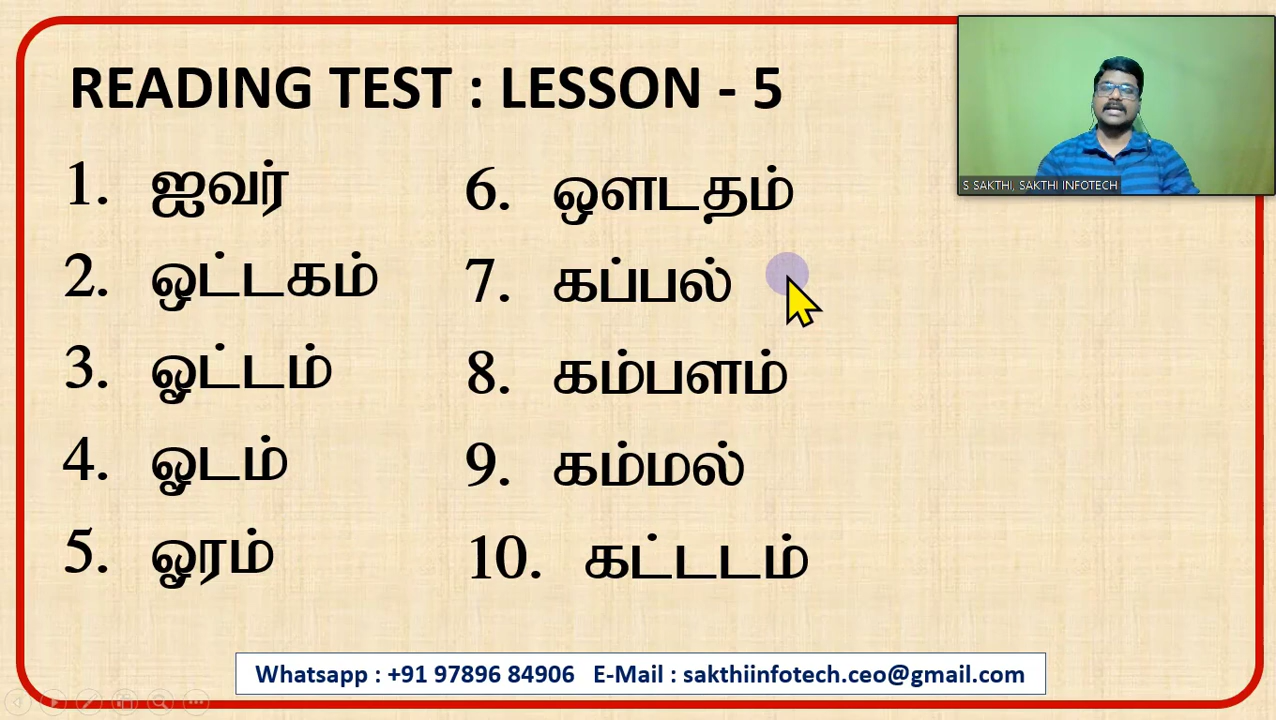 READING TEST : LESSON - 5
1. ஐவர்
2. ஒட்டகம்
3. ஓட்டம்
4. ஓடம்
5. ஓரம்
6. ஔடதம்
7. கப்பல்
8. கம்பளம்
9. கம்மல்
10. கட்டடம்
S SAKTHI, SAKTHI INFOTECH
Whatsapp : +91 97896 84906 E-Mail : sakthiinfotech.ceo@gmail.com